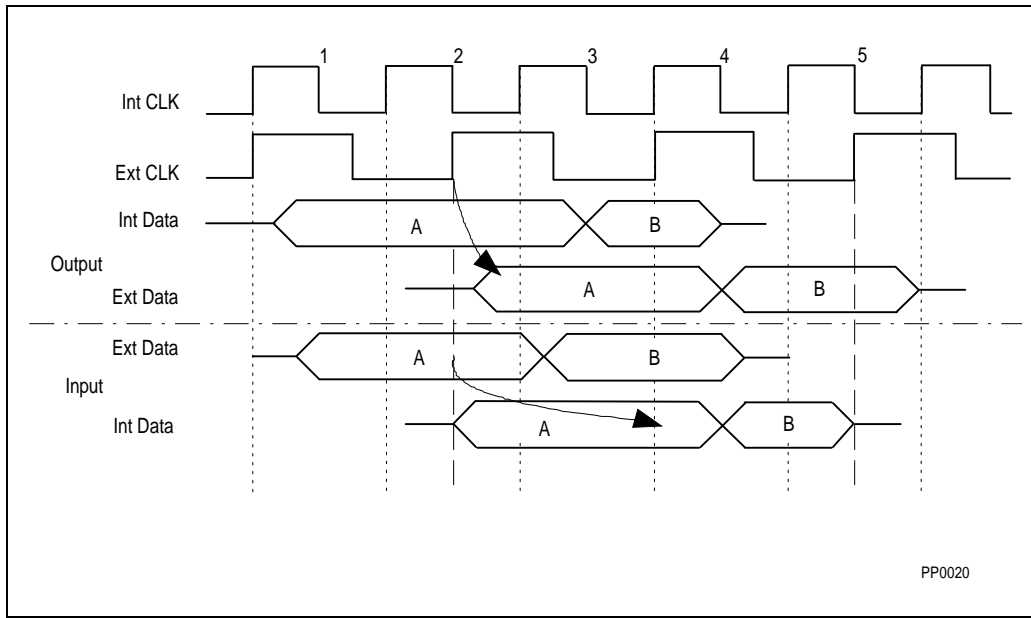 1 2 3 4 5
Int CLK
Ext CLK
Int Data
A B
Output
Ext Data
A B
Ext Data
A B
Input
Int Data
A B
PP0020